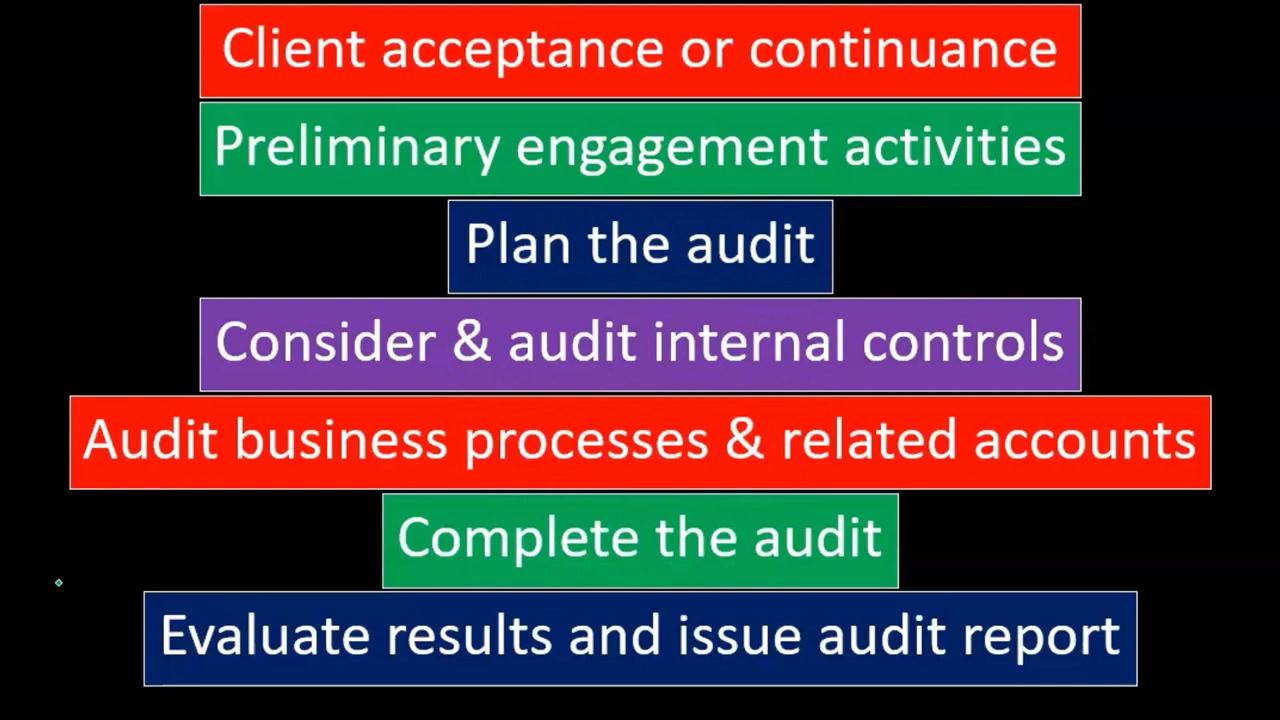 Client acceptance or continuance
Preliminary engagement activities
Plan the audit
Consider & audit internal controls
Audit business processes & related accounts
Complete the audit
Evaluate results and issue audit report